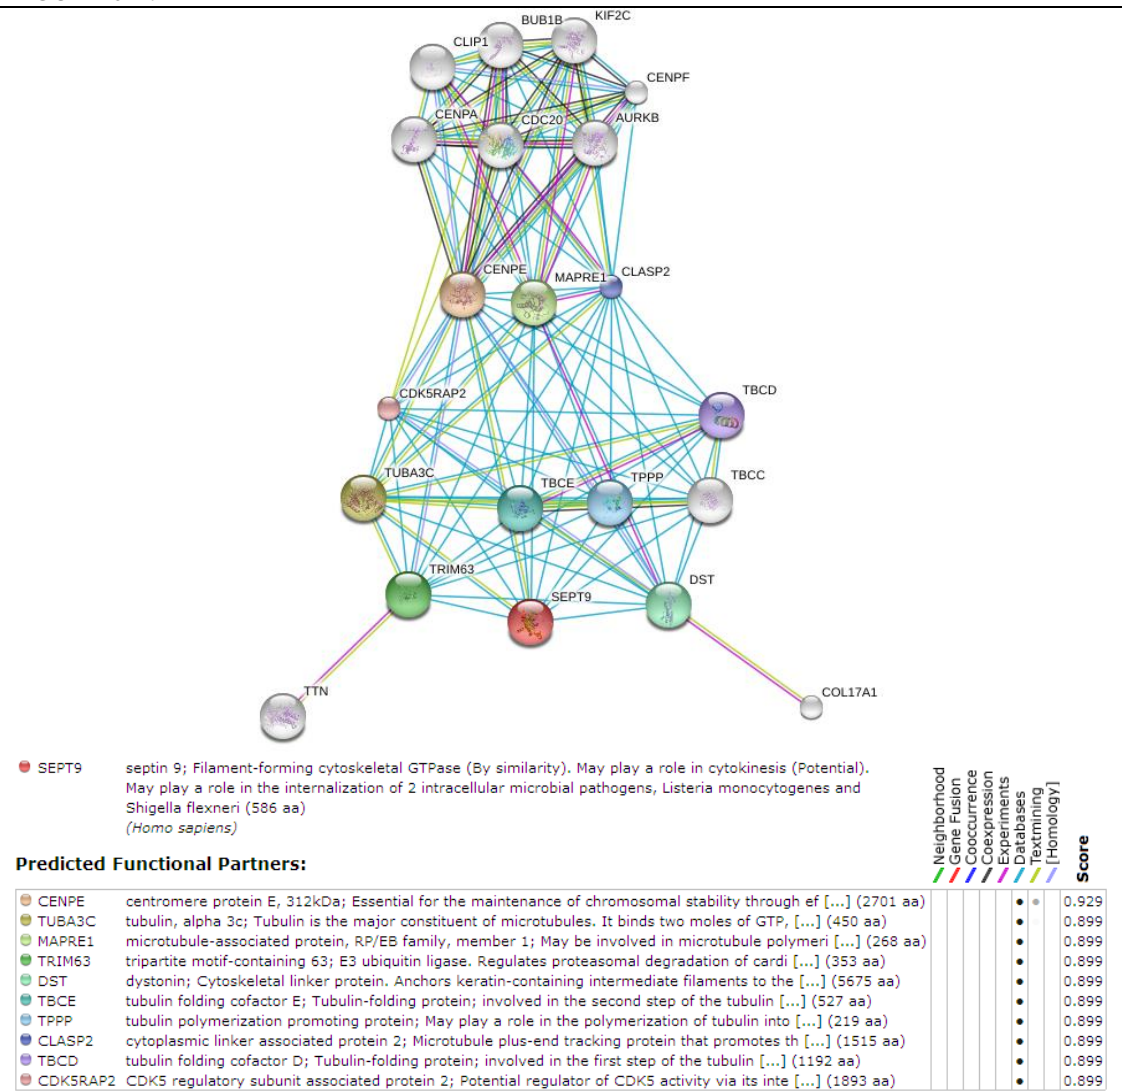 BUB1B
KIF2C
CLIP1
CENPF
CENPA
CDC20
AURKB
CENPE
MAPRE1
CLASP2
CDK5RAP2
TBCD
TUBA3C
TBCE
TPPP
TBCC
TRIM63
DST
SEPT9
TTN
COL17A1
SEPT9 septin 9; Filament-forming cytoskeletal GTPase (By similarity). May play a role in cytokinesis (Potential).
May play a role in the internalization of 2 intracellular microbial pathogens, Listeria monocytogenes and
Shigella flexneri (586 aa)
(Homo sapiens)
Neighborhood
Gene Fusion
Cooccurrence
Coexpression
Experiments
Databases
Textmining
[Homology]
Score
Predicted Functional Partners:
CENPE centromere protein E, 312kDa; Essential for the maintenance of chromosomal stability through ef [...] (2701 aa) 0.929
TUBA3C tubulin, alpha 3c; Tubulin is the major constituent of microtubules. It binds two moles of GTP, [...] (450 aa) 0.899
MAPRE1 microtubule-associated protein, RP/EB family, member 1; May be involved in microtubule polymeri [...] (268 aa) 0.899
TRIM63 tripartite motif-containing 63; E3 ubiquitin ligase. Regulates proteasomal degradation of cardi [...] (353 aa) 0.899
DST dystonin; Cytoskeletal linker protein. Anchors keratin-containing intermediate filaments to the [...] (5675 aa) 0.899
TBCE tubulin folding cofactor E; Tubulin-folding protein; involved in the second step of the tubulin [...] (527 aa) 0.899
TPPP tubulin polymerization promoting protein; May play a role in the polymerization of tubulin into [...] (219 aa) 0.899
CLASP2 cytoplasmic linker associated protein 2; Microtubule plus-end tracking protein that promotes th [...] (1515 aa) 0.899
TBCD tubulin folding cofactor D; Tubulin-folding protein; involved in the first step of the tubulin [...] (1192 aa) 0.899
CDK5RAP2 CDK5 regulatory subunit associated protein 2; Potential regulator of CDK5 activity via its inte [...] (1893 aa) 0.899